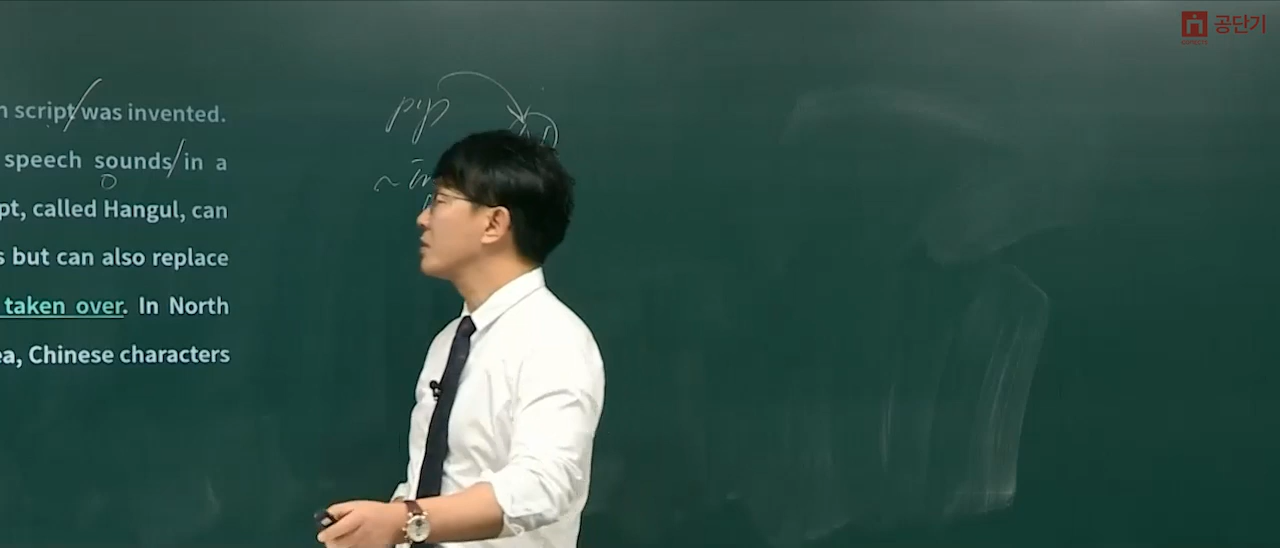 공단기
n script was invented.
speech sounds in a
pt, called Hangul, can
s but can also replace
taken over. In North
ea, Chinese characters